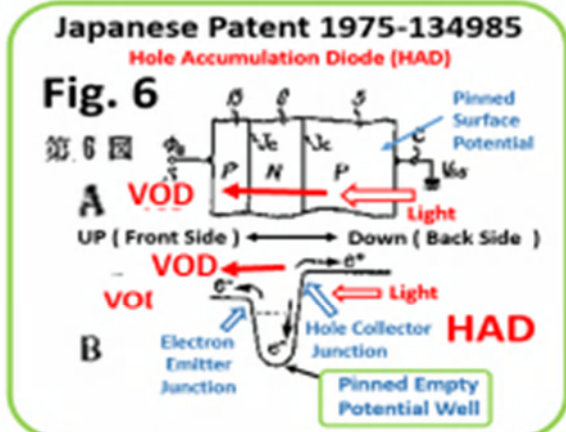 Japanese Patent 1975-134985
Hole Accumulation Diode (HAD)
Fig. 6
第 6 図
Pinned
Surface
Potential
P
N
P
A
VOD
Light
UP ( Front Side )
Down ( Back Side )
VOD
Light
B
Electron
Emitter
Junction
Hole Collector
Junction
HAD
Pinned Empty
Potential Well